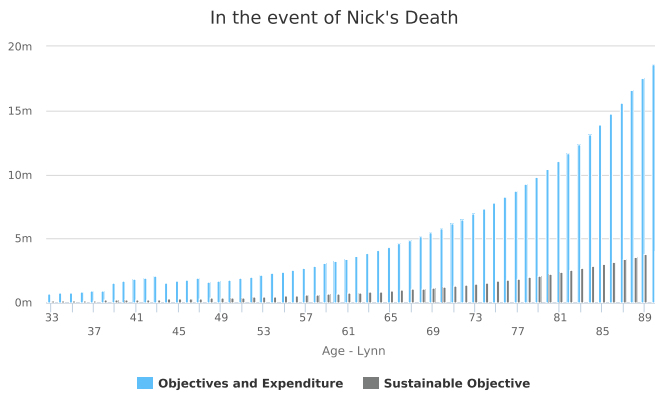 In the event of Nick's Death
20m
15m
10m
5m
0m
33 41 49 57 65 73 81 89
37 45 53 61 69 77 85
Age - Lynn
Objectives and Expenditure Sustainable Objective